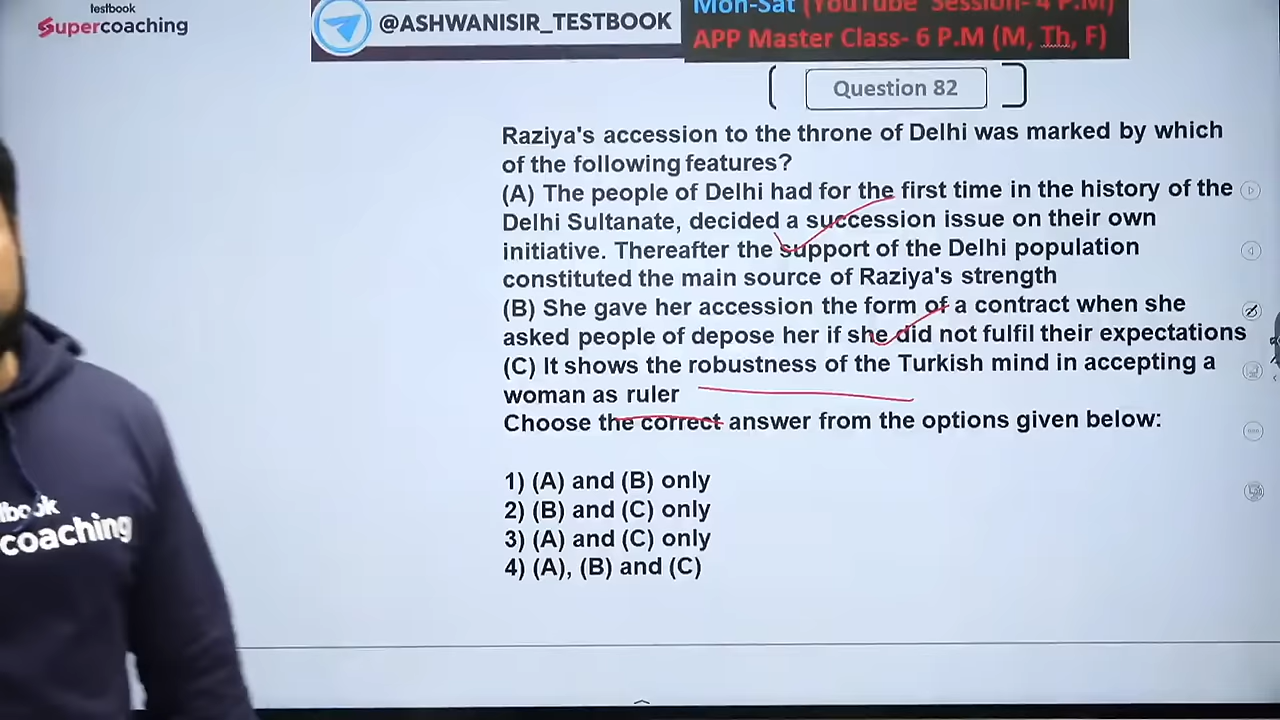 testbook
Supercoaching
@ASHWANISIR_TESTBOOK
Mon-Sat (YouTube Session- 4 P.M)
APP Master Class- 6 P.M (M, Th, F)
Question 82
Raziya's accession to the throne of Delhi was marked by which
of the following features?
(A) The people of Delhi had for the first time in the history of the
Delhi Sultanate, decided a succession issue on their own
initiative. Thereafter the support of the Delhi population
constituted the main source of Raziya's strength
(B) She gave her accession the form of a contract when she
asked people of depose her if she did not fulfil their expectations
(C) It shows the robustness of the Turkish mind in accepting a
woman as ruler
Choose the correct answer from the options given below:
1) (A) and (B) only
2) (B) and (C) only
3) (A) and (C) only
4) (A), (B) and (C)
coaching